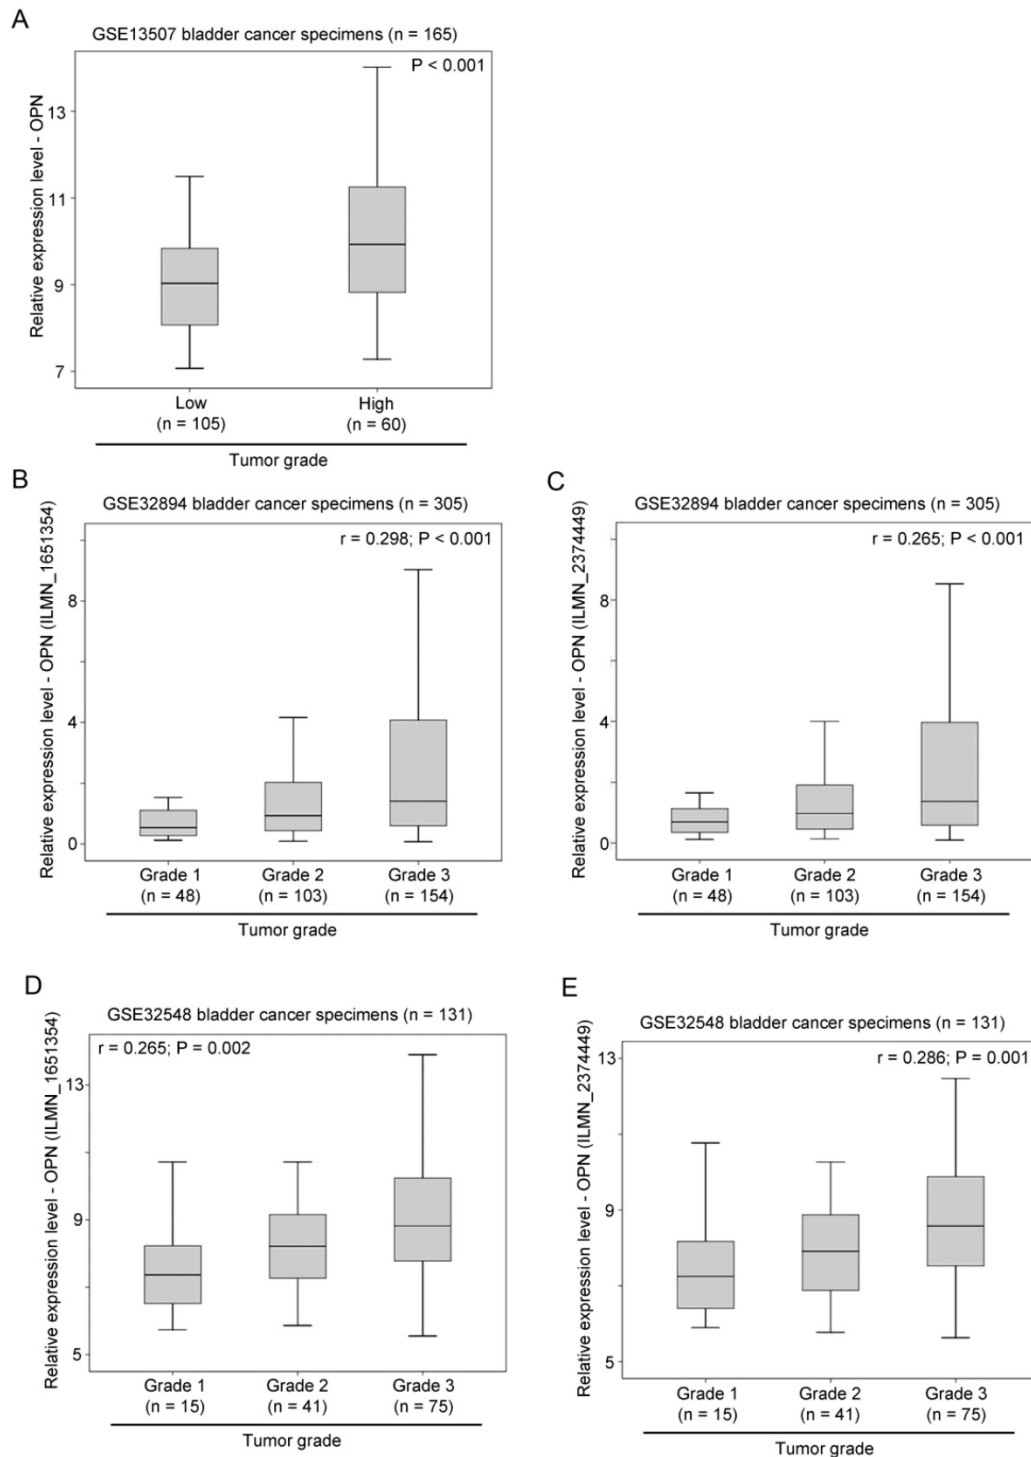 A
GSE13507 bladder cancer specimens (n = 165)
P < 0.001
Relative expression level - OPN
13
11
9
7
Low
(n = 105)
High
(n = 60)
Tumor grade
B
GSE32894 bladder cancer specimens (n = 305)
r = 0.298; P < 0.001
Relative expression level - OPN (ILMN_1651354)
8
4
0
Grade 1
(n = 48)
Grade 2
(n = 103)
Grade 3
(n = 154)
Tumor grade
C
GSE32894 bladder cancer specimens (n = 305)
r = 0.265; P < 0.001
Relative expression level - OPN (ILMN_2374449)
8
4
0
Grade 1
(n = 48)
Grade 2
(n = 103)
Grade 3
(n = 154)
Tumor grade
D
GSE32548 bladder cancer specimens (n = 131)
r = 0.265; P = 0.002
Relative expression level - OPN (ILMN_1651354)
13
9
5
Grade 1
(n = 15)
Grade 2
(n = 41)
Grade 3
(n = 75)
Tumor grade
E
GSE32548 bladder cancer specimens (n = 131)
r = 0.286; P = 0.001
Relative expression level - OPN (ILMN_2374449)
13
9
5
Grade 1
(n = 15)
Grade 2
(n = 41)
Grade 3
(n = 75)
Tumor grade